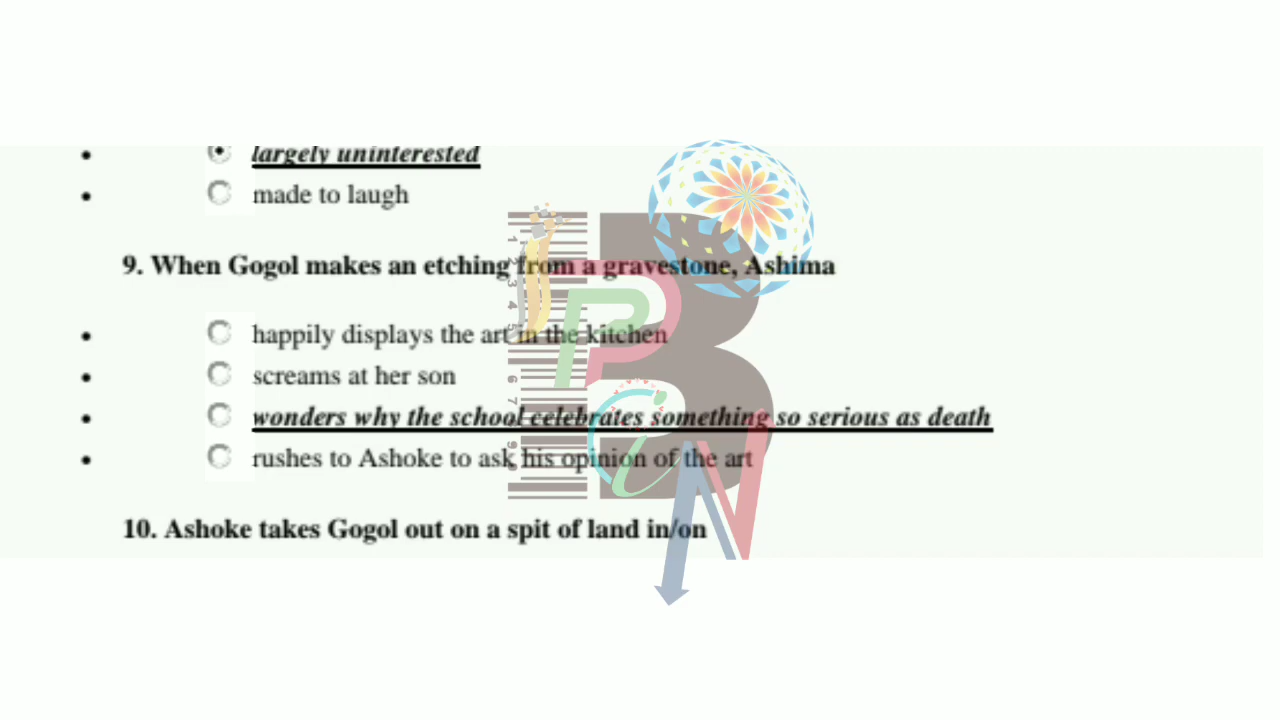 largely uninterested
made to laugh
9. When Gogol makes an etching from a gravestone, Ashima
happily displays the art in the kitchen
screams at her son
wonders why the school celebrates something so serious as death
rushes to Ashoke to ask his opinion of the art
10. Ashoke takes Gogol out on a spit of land in/on